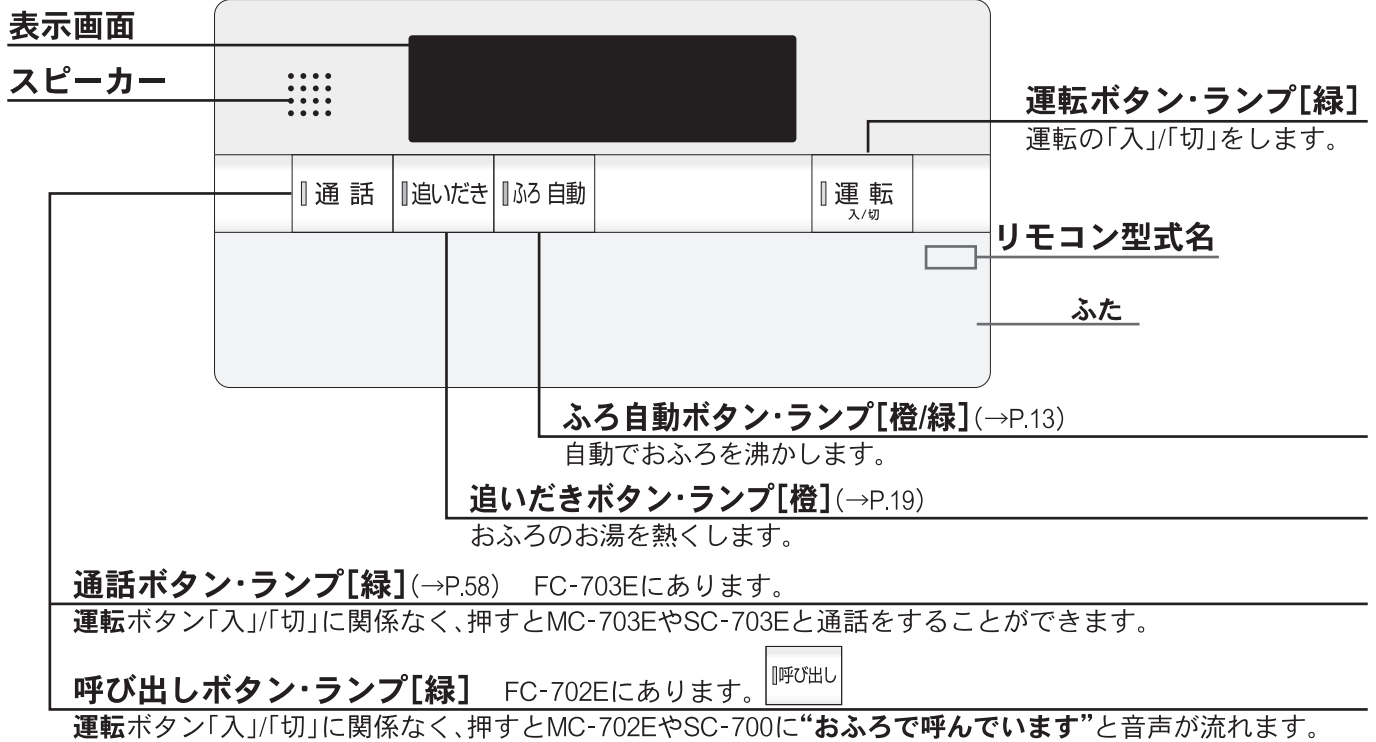 表示画面
スピーカー
運転ボタン・ランプ[緑]
運転の「入」/「切」をします。
通話
追いだき
ふろ自動
運転
入/切
リモコン型式名
ふた
ふろ自動ボタン・ランプ[橙/緑](→P.13)
自動でおふろを沸かします。
追いだきボタン・ランプ[橙](→P.19)
おふろのお湯を熱くします。
通話ボタン・ランプ[緑](→P.58) FC-703Eにあります。
運転ボタン「入」/「切」に関係なく、押すとMC-703EやSC-703Eと通話をすることができます。
呼び出しボタン・ランプ[緑] FC-702Eにあります。 呼び出し
運転ボタン「入」/「切」に関係なく、押すとMC-702EやSC-700に“おふろで呼んでいます”と音声が流れます。